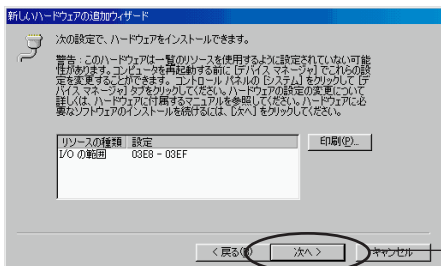 新しいハードウェアの追加ウィザード
次の設定で、ハードウェアをインストールできます。
警告：このハードウェアは一覧のリソースを使用するように設定されていない可能
性があります。コンピュータを再起動する前に [デバイス マネージャ] でこれらの設
定を変更することができます。コントロール パネルの [システム] をクリックして [デ
バイス マネージャ] タブをクリックしてください。ハードウェアの設定の変更について
詳しくは、ハードウェアに付属するマニュアルを参照してください。ハードウェアに必
要なソフトウェアのインストールを続けるには、[次へ] をクリックしてください。
リソースの種類 設定
I/O の範囲 03E8 - 03EF
印刷(P)...
< 戻る(B) 次へ > キャンセル